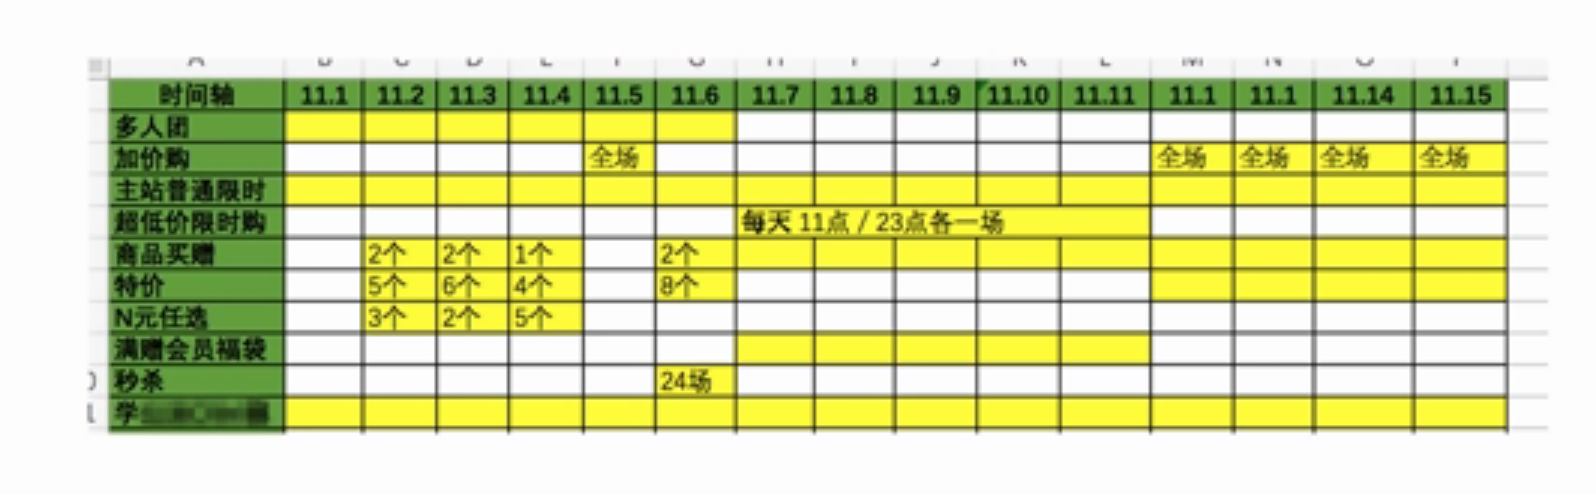 时间轴 11.1 11.2 11.3 11.4 11.5 11.6 11.7 11.8 11.9 11.10 11.11 11.1 11.1 11.14 11.15
多人团
加价购 全场 全场 全场 全场 全场
主站普通限时
超低价限时购 每天 11点 / 23点各一场
商品买赠 2个 2个 1个 2个
特价 5个 6个 4个 8个
N元任选 3个 2个 5个
满赠会员福袋
秒杀 24场
学